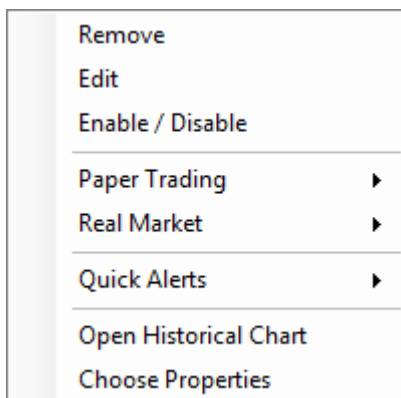 Remove
Edit
Enable / Disable
Paper Trading
Real Market
Quick Alerts
Open Historical Chart
Choose Properties